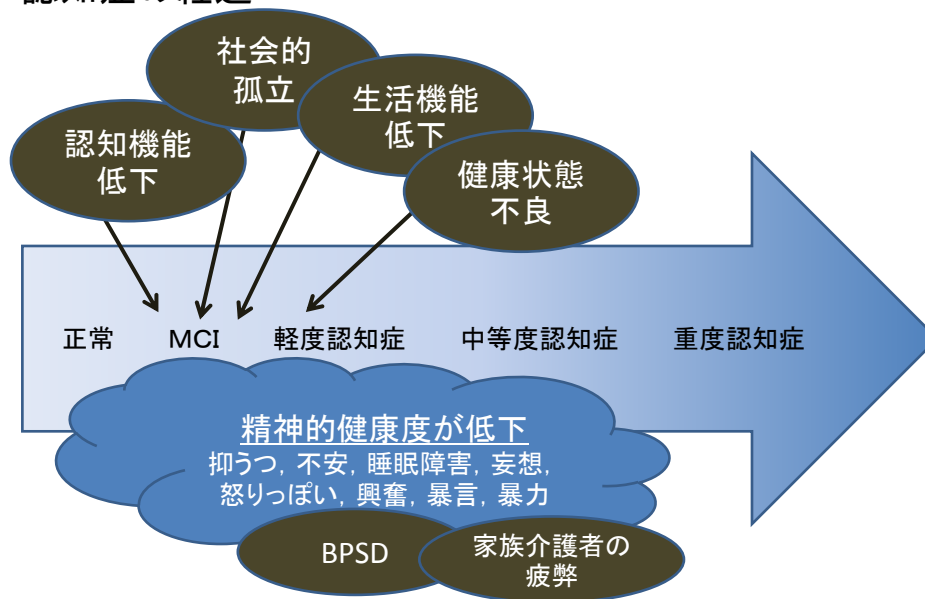 社会的
孤立
生活機能
低下
認知機能
低下
健康状態
不良
正常 MCI 軽度認知症 中等度認知症 重度認知症
精神的健康度が低下
抑うつ, 不安, 睡眠障害, 妄想,
怒りっぽい, 興奮, 暴言, 暴力
BPSD
家族介護者の
疲弊